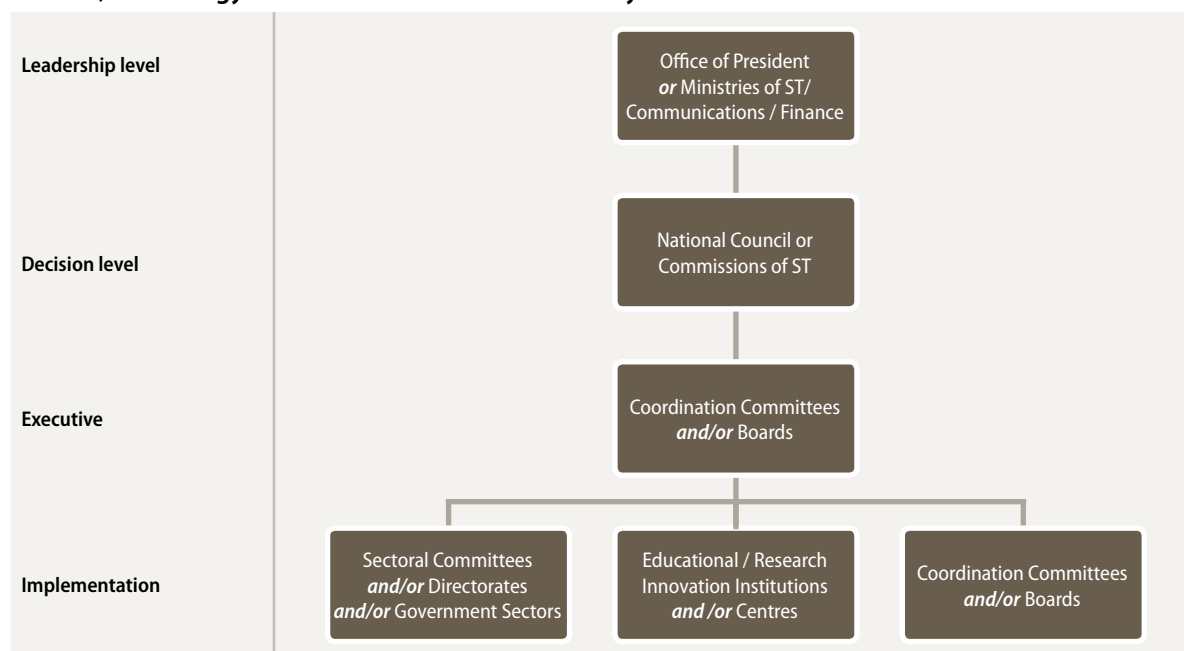 Leadership level
Office of President
or Ministries of ST/
Communications / Finance
Decision level
National Council or
Commissions of ST
Executive
Coordination Committees
and/or Boards
Implementation
Sectoral Committees
and/or Directorates
and/or Government Sectors
Educational / Research
Innovation Institutions
and /or Centres
Coordination Committees
and/or Boards